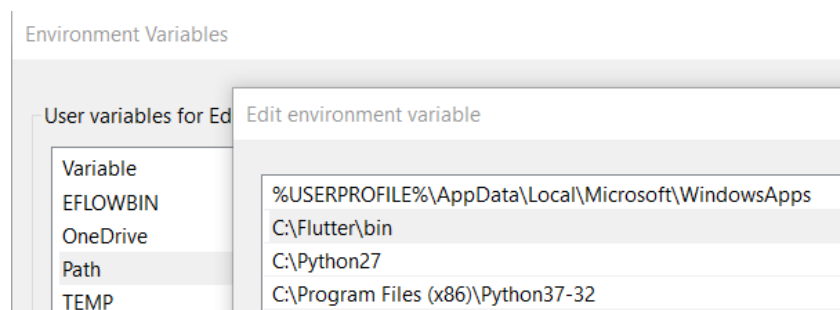 Environment Variables
User variables for Ed
Edit environment variable
Variable
EFLOWBIN
OneDrive
Path
TEMP
%USERPROFILE%\AppData\Local\Microsoft\WindowsApps
C:\Flutter\bin
C:\Python27
C:\Program Files (x86)\Python37-32